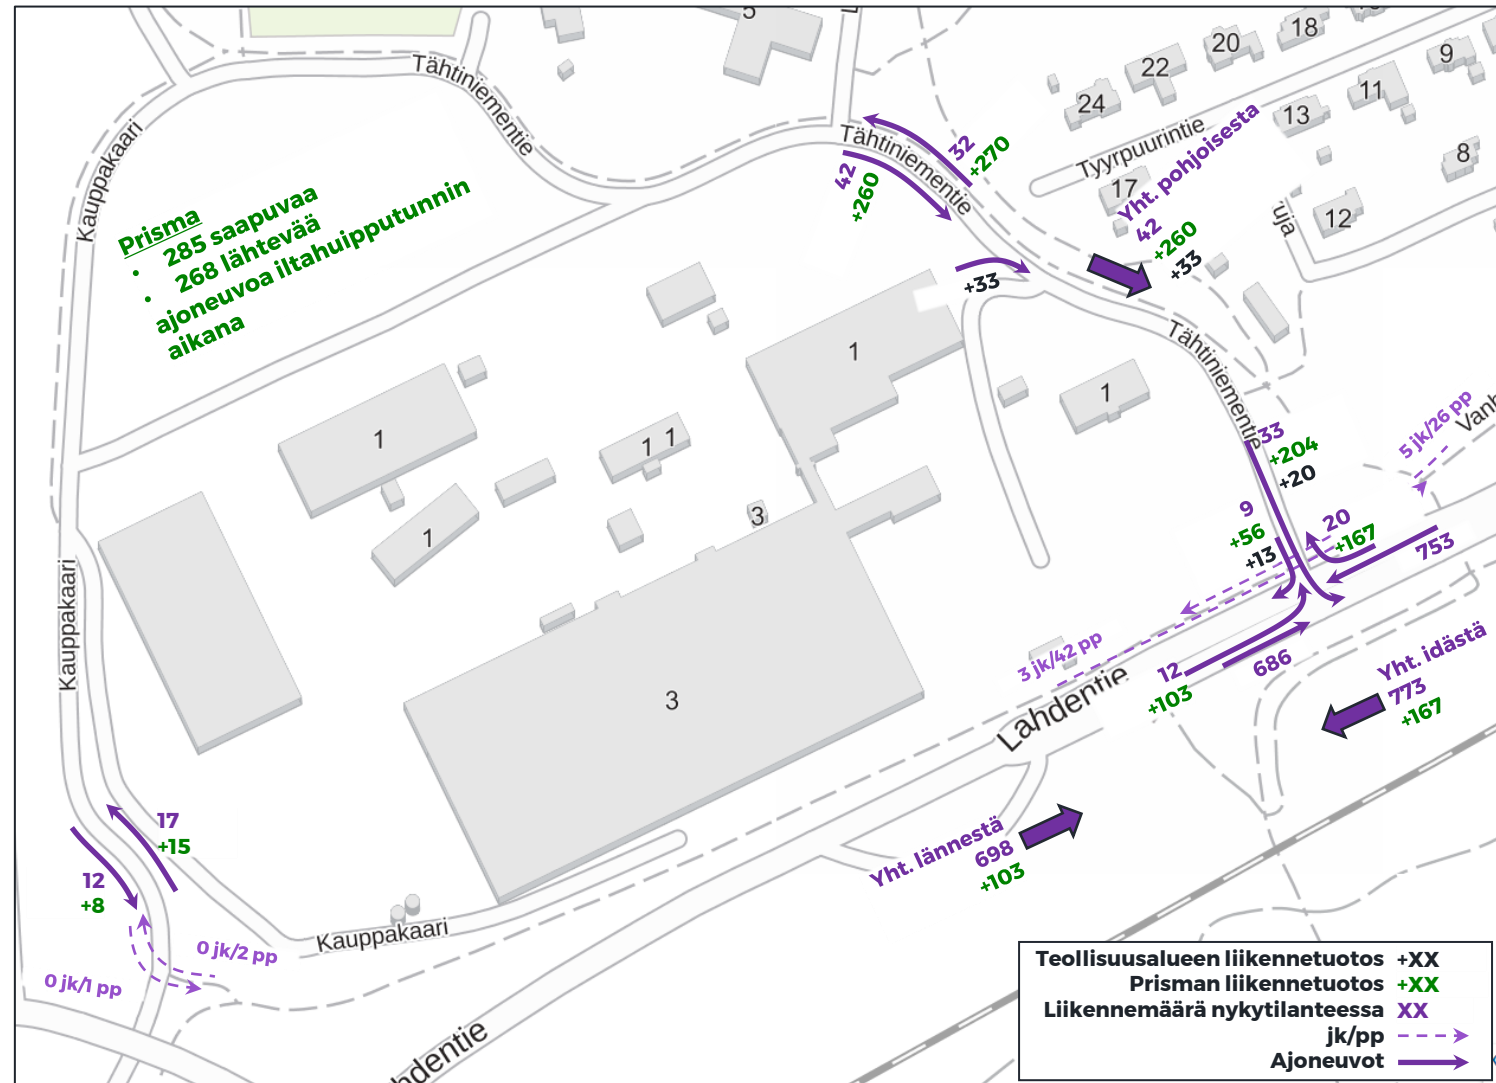 5
18
20
22
24
9
11
13
8
12
17
Tähtiniementie
Kauppakaari
Tähtiniementie
Tyyrpuurintie
uja
32
+270
42
+260
Yht. pohjoisesta
42
+260
+33
+33
Prisma
• 285 saapuvaa
• 268 lähtevää
ajoneuvoa iltahuipputunnin
aikana
Tähtiniementie
1
1
1
1 1
1
1
3
3
33
+204
+20
9
+56
+13
20
+167
753
5 jk/26 pp
Vanh
Kauppakaari
3 jk/42 pp
Lahdentie
12
+103
686
Yht. idästä
773
+167
Yht. lännestä
698
+103
17
+15
12
+8
0 jk/2 pp
0 jk/1 pp
Kauppakaari
hdentie
Teollisuusalueen liikennetuotos +XX
Prisman liikennetuotos +XX
Liikennemäärä nykytilanteessa XX
jk/pp
Ajoneuvot